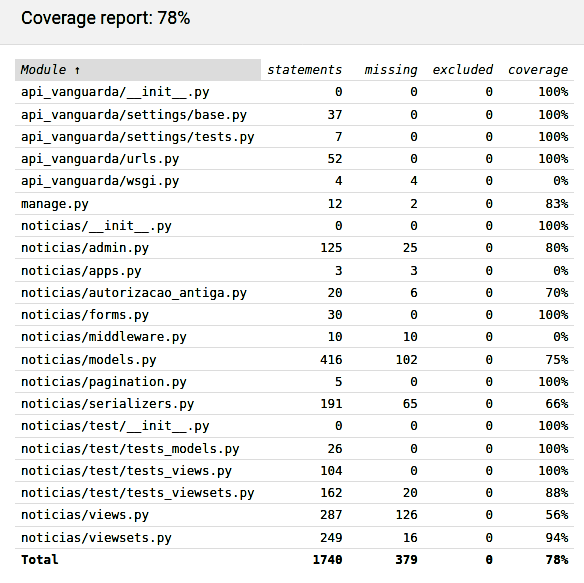 Coverage report: 78%
Module ↑ statements missing excluded coverage
api_vanguarda/__init__.py 0 0 0 100%
api_vanguarda/settings/base.py 37 0 0 100%
api_vanguarda/settings/tests.py 7 0 0 100%
api_vanguarda/urls.py 52 0 0 100%
api_vanguarda/wsgi.py 4 4 0 0%
manage.py 12 2 0 83%
noticias/__init__.py 0 0 0 100%
noticias/admin.py 125 25 0 80%
noticias/apps.py 3 3 0 0%
noticias/autorizacao_antiga.py 20 6 0 70%
noticias/forms.py 30 0 0 100%
noticias/middleware.py 10 10 0 0%
noticias/models.py 416 102 0 75%
noticias/pagination.py 5 0 0 100%
noticias/serializers.py 191 65 0 66%
noticias/test/__init__.py 0 0 0 100%
noticias/test/tests_models.py 26 0 0 100%
noticias/test/tests_views.py 104 0 0 100%
noticias/test/tests_viewsets.py 162 20 0 88%
noticias/views.py 287 126 0 56%
noticias/viewsets.py 249 16 0 94%
Total 1740 379 0 78%